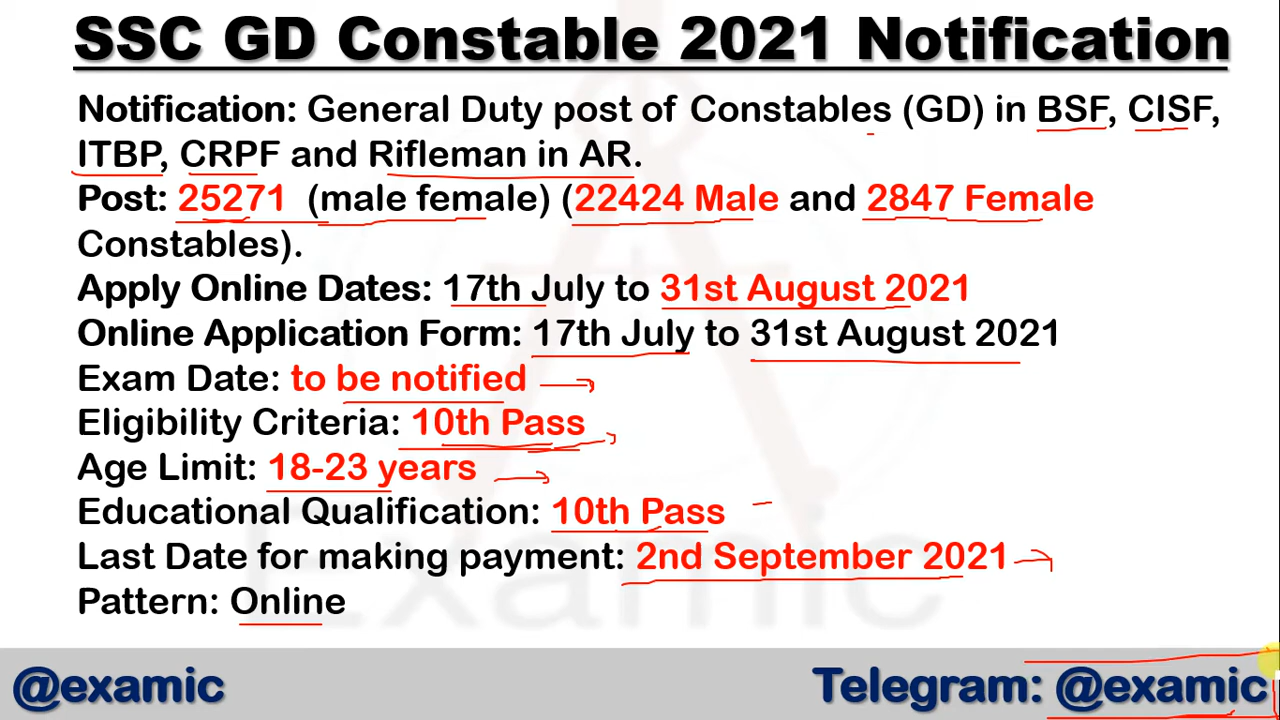 SSC GD Constable 2021 Notification
Notification: General Duty post of Constables (GD) in BSF, CISF,
ITBP, CRPF and Rifleman in AR.
Post: 25271 (male female) (22424 Male and 2847 Female
Constables).
Apply Online Dates: 17th July to 31st August 2021
Online Application Form: 17th July to 31st August 2021
Exam Date: to be notified
Eligibility Criteria: 10th Pass
Age Limit: 18-23 years
Educational Qualification: 10th Pass
Last Date for making payment: 2nd September 2021
Pattern: Online
Examic
@examic
Telegram: @examic